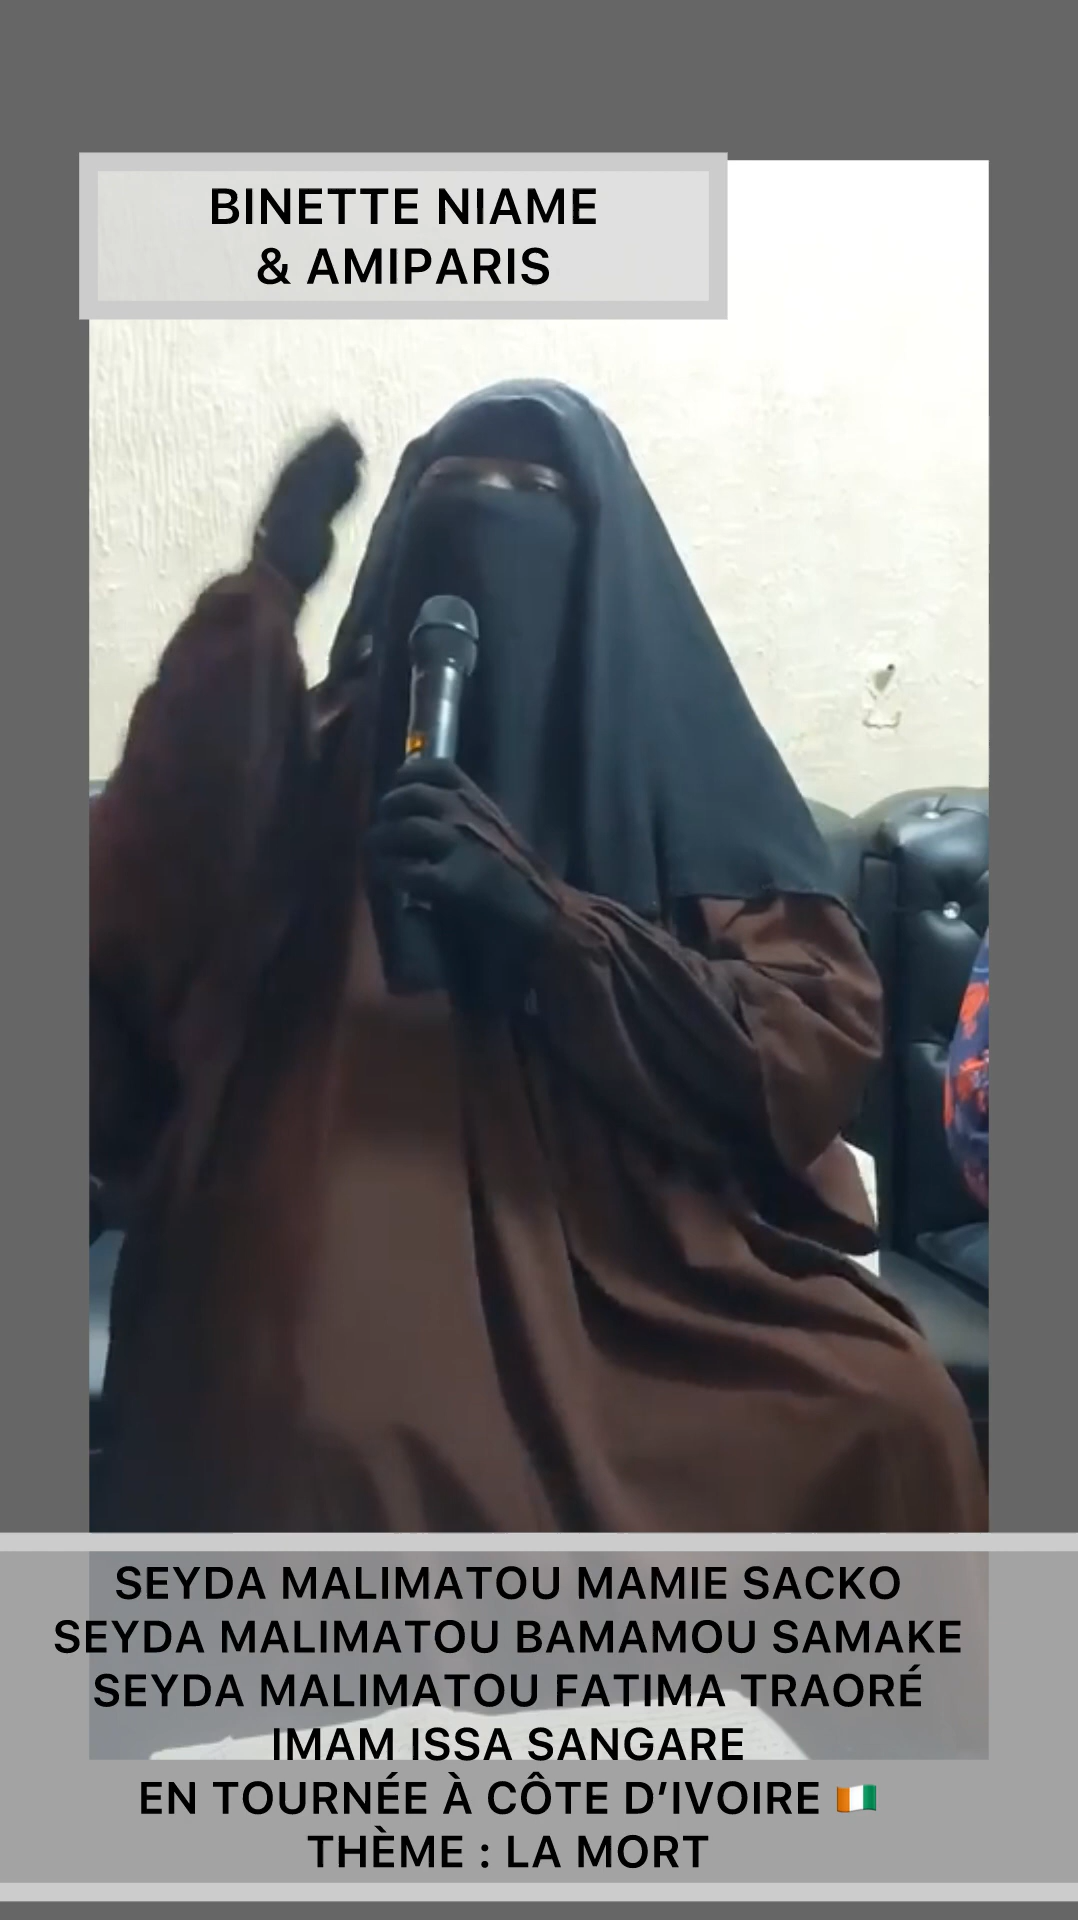 BINETTE NIAME
& AMIPARIS
SEYDA MALIMATOU MAMIE SACKO
SEYDA MALIMATOU BAMAMOU SAMAKE
SEYDA MALIMATOU FATIMA TRAORÉ
IMAM ISSA SANGARE
EN TOURNÉE À CÔTE D’IVOIRE 🇨🇮
THÈME : LA MORT